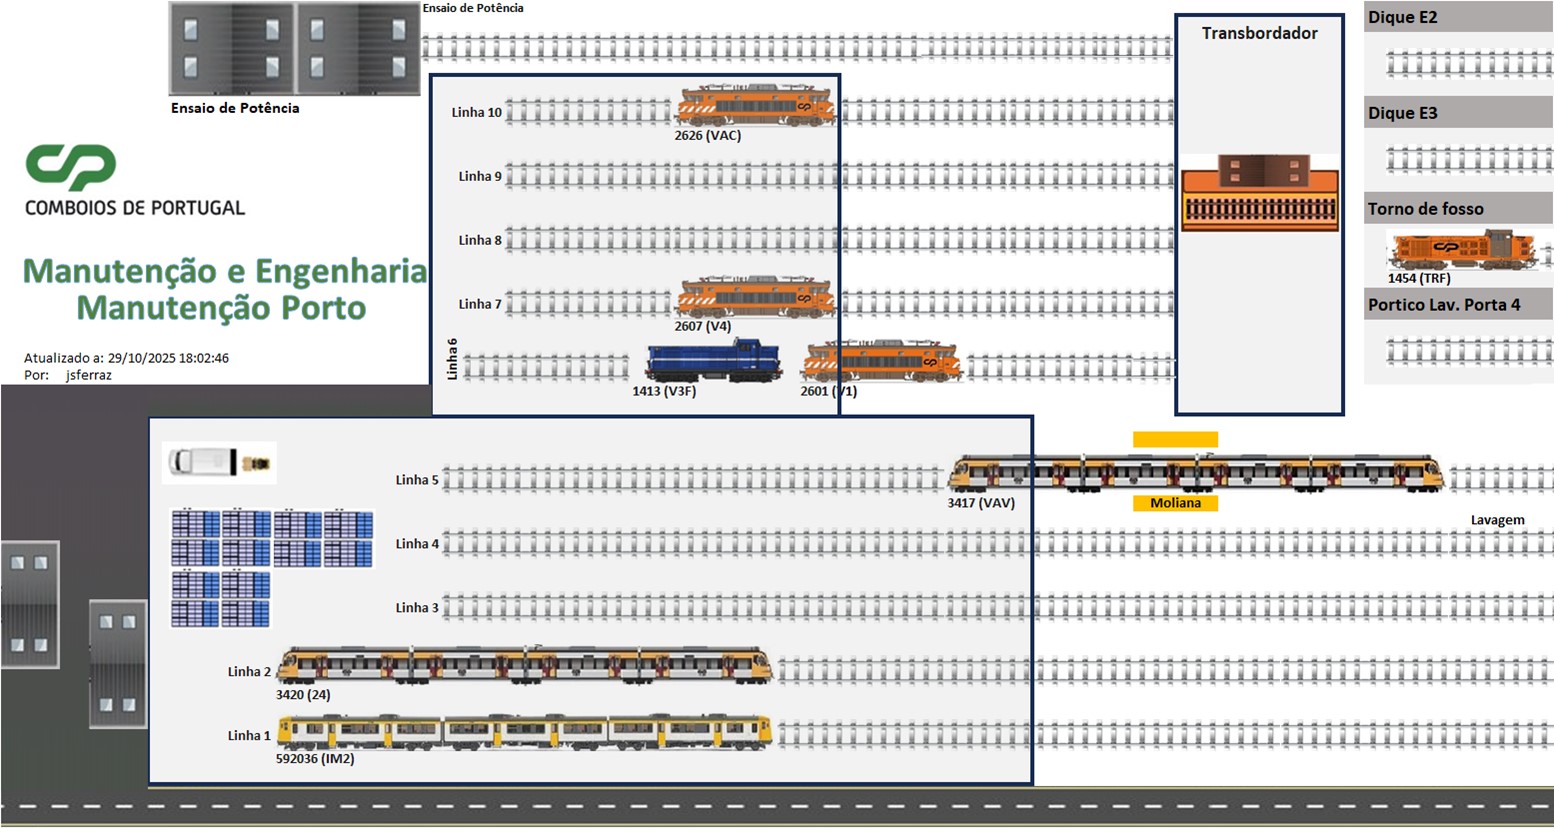 Ensaio de Potência
Ensaio de Potência
Transbordador
Dique E2
Dique E3
Torno de fosso
1454 (TRF)
Portico Lav. Porta 4
CP
COMBOIOS DE PORTUGAL
Manutenção e Engenharia
Manutenção Porto
Atualizado a: 29/10/2025 18:02:46
Por: jsferraz
Linha 10
2626 (VAC)
Linha 9
Linha 8
Linha 7
2607 (V4)
Linha 6
1413 (V3F)
2601 (V1)
Linha 5
3417 (VAV)
Moliana
Lavagem
Linha 4
Linha 3
Linha 2
3420 (24)
Linha 1
592036 (IM2)